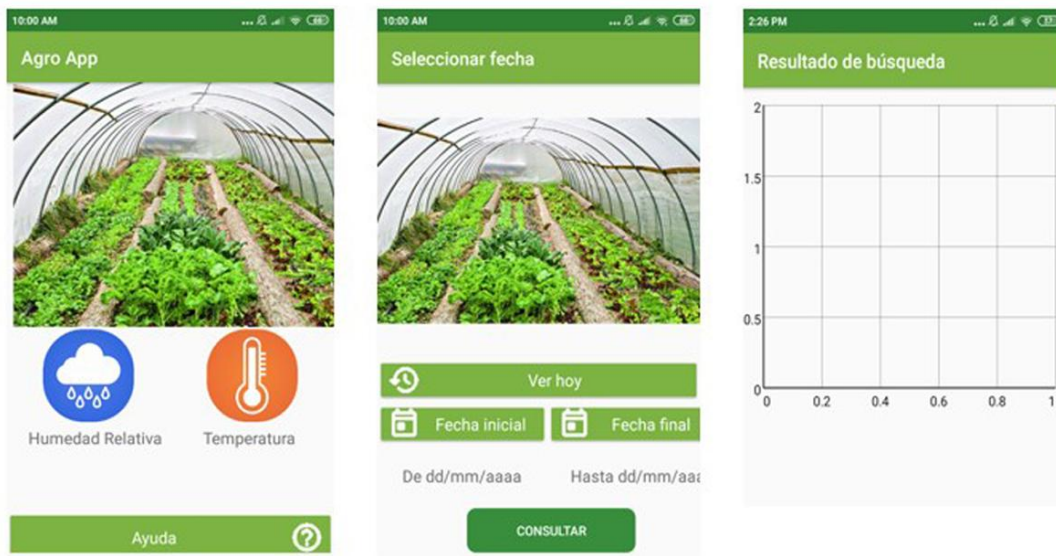 10:00 AM
Agro App
Humedad Relativa
Temperatura
Ayuda
10:00 AM
Seleccionar fecha
Ver hoy
Fecha inicial
Fecha final
De dd/mm/aaaa
Hasta dd/mm/aaa
CONSULTAR
2:26 PM
Resultado de búsqueda
2
1.5
1
0.5
0
0
0.2
0.4
0.6
0.8
1